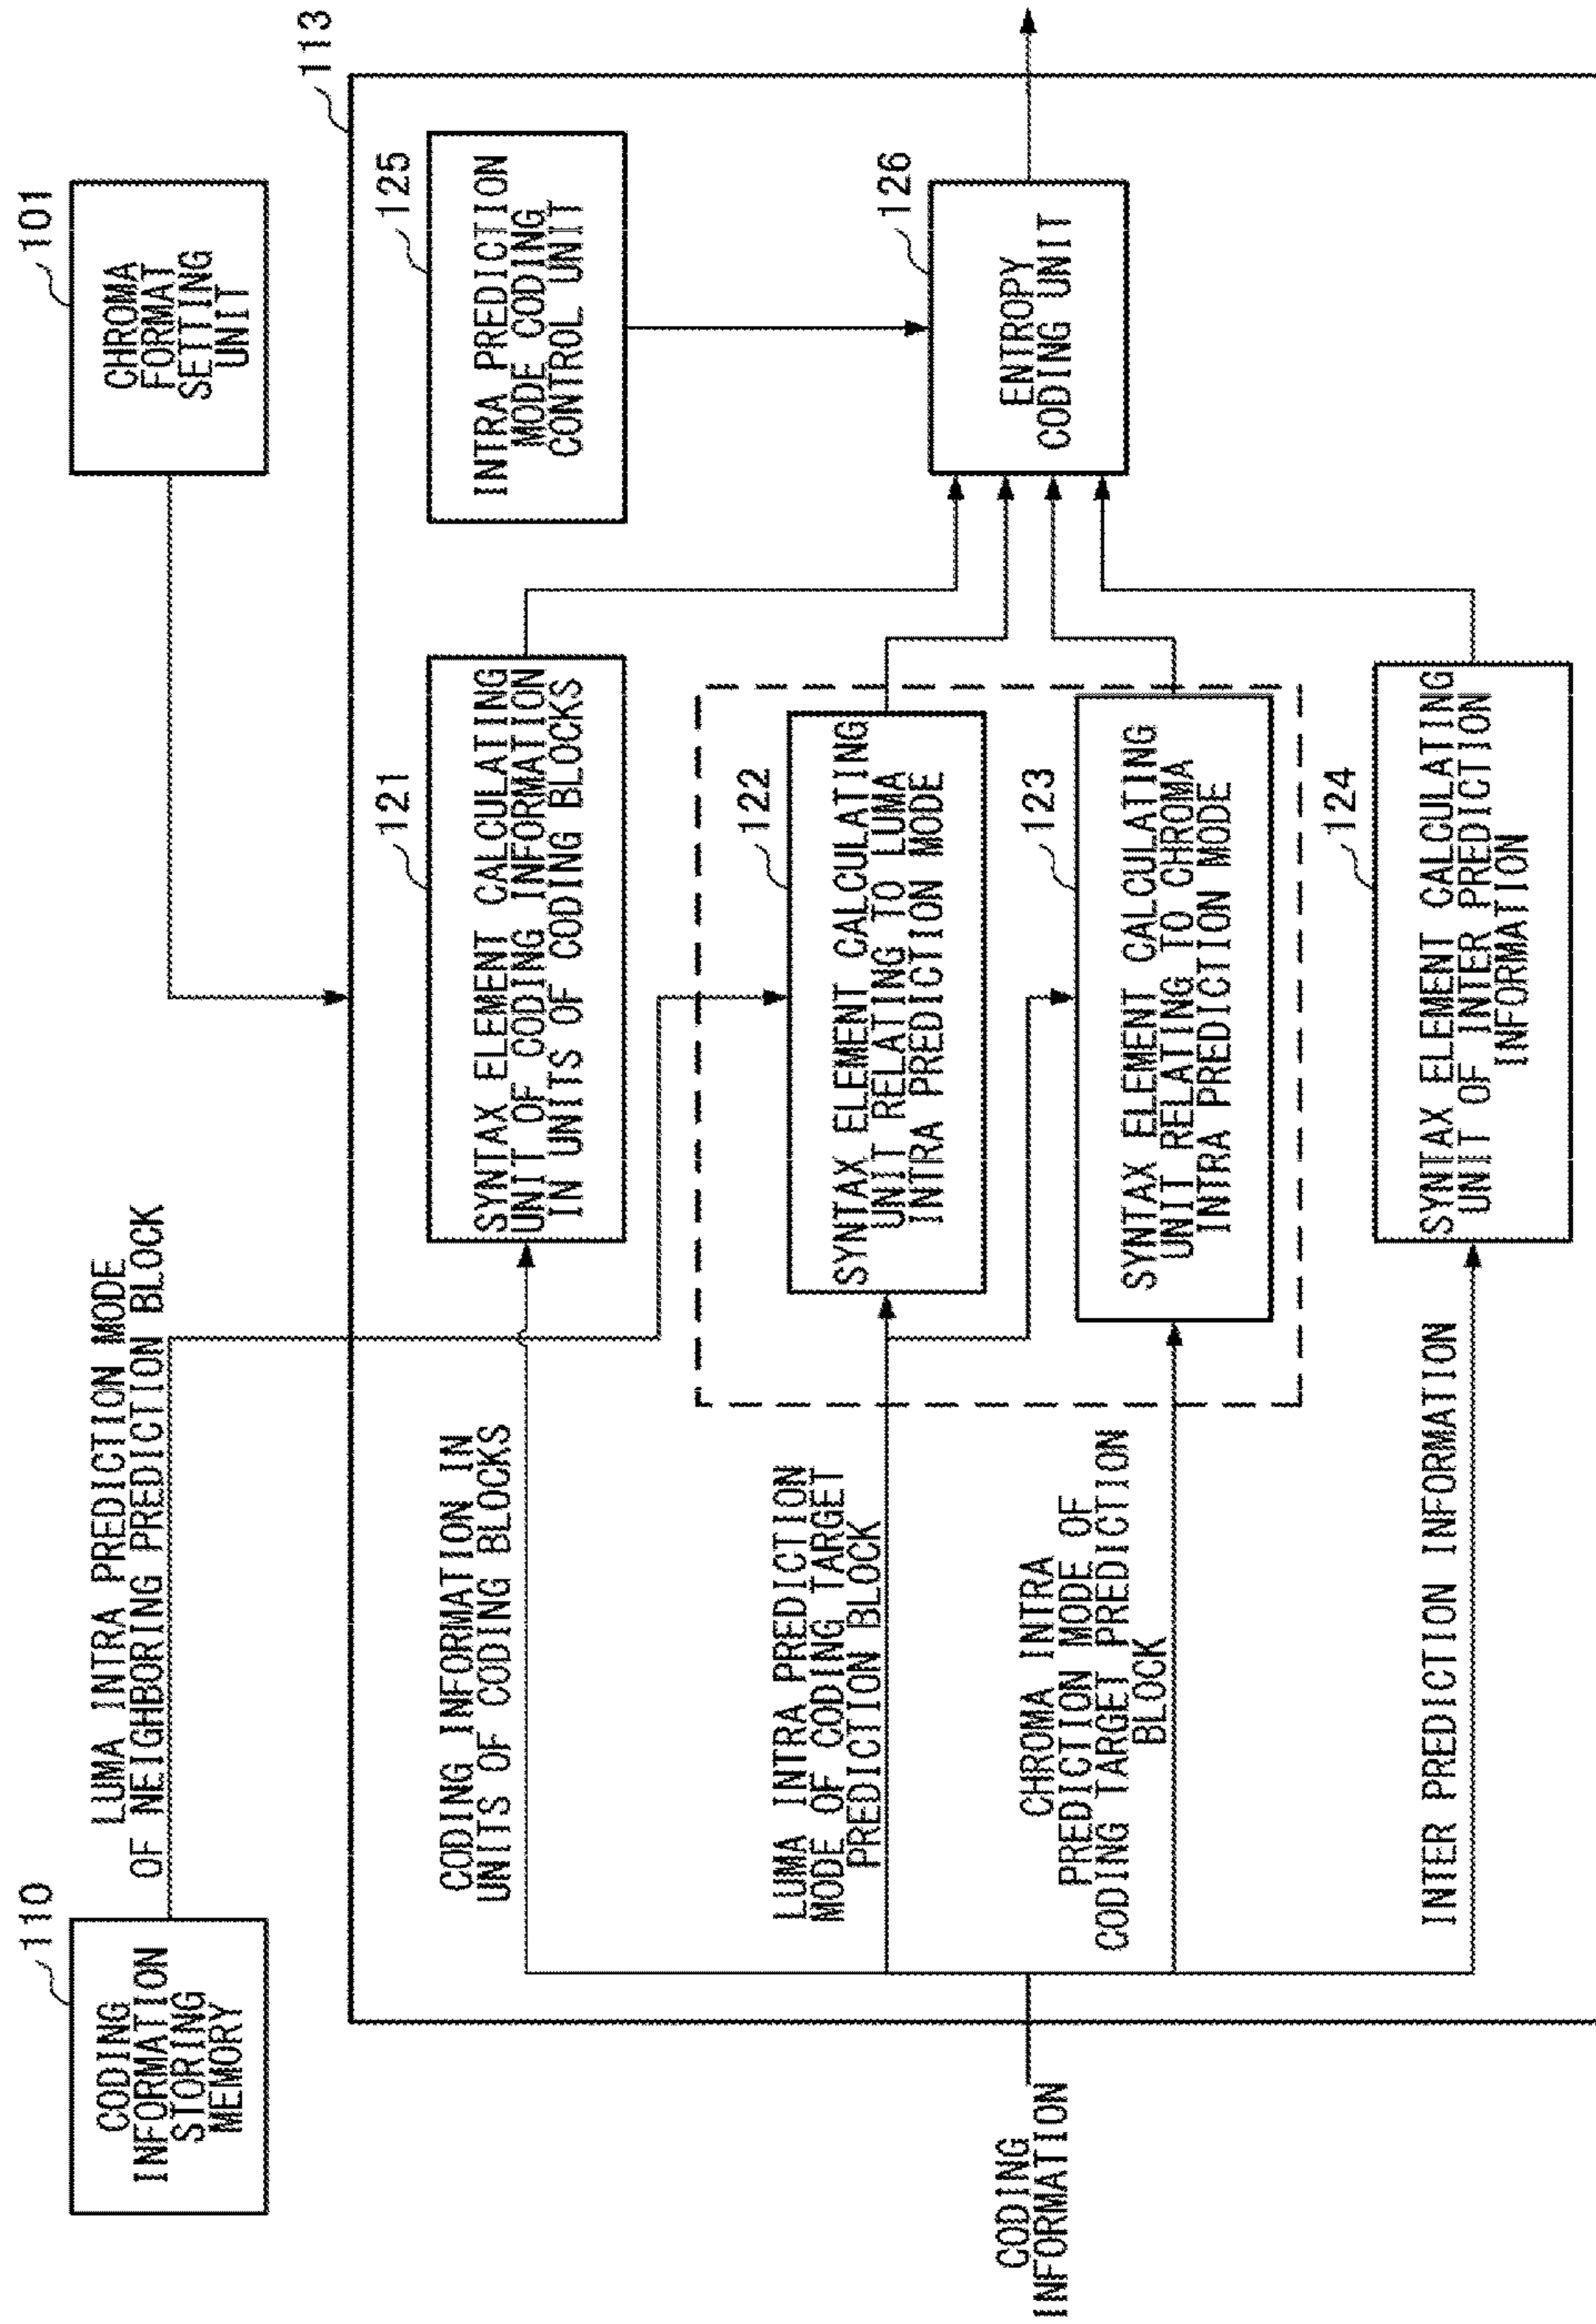 110
CODING
INFORMATION
STORING
MEMORY
LUMA INTRA PREDICTION MODE
OF NEIGHBORING PREDICTION BLOCK
101
CHROMA
FORMAT
SETTING
UNIT
113
CODING
INFORMATION
CODING INFORMATION IN
UNITS OF CODING BLOCKS
121
SYNTAX ELEMENT CALCULATING
UNIT OF CODING INFORMATION
IN UNITS OF CODING BLOCKS
125
INTRA PREDICTION
MODE CODING
CONTROL UNIT
LUMA INTRA PREDICTION
MODE OF CODING TARGET
PREDICTION BLOCK
122
SYNTAX ELEMENT CALCULATING
UNIT RELATING TO LUMA
INTRA PREDICTION MODE
126
ENTROPY
CODING UNIT
CHROMA INTRA
PREDICTION MODE OF
CODING TARGET PREDICTION
BLOCK
123
SYNTAX ELEMENT CALCULATING
UNIT RELATING TO CHROMA
INTRA PREDICTION MODE
INTER PREDICTION INFORMATION
124
SYNTAX ELEMENT CALCULATING
UNIT OF INTER PREDICTION
INFORMATION